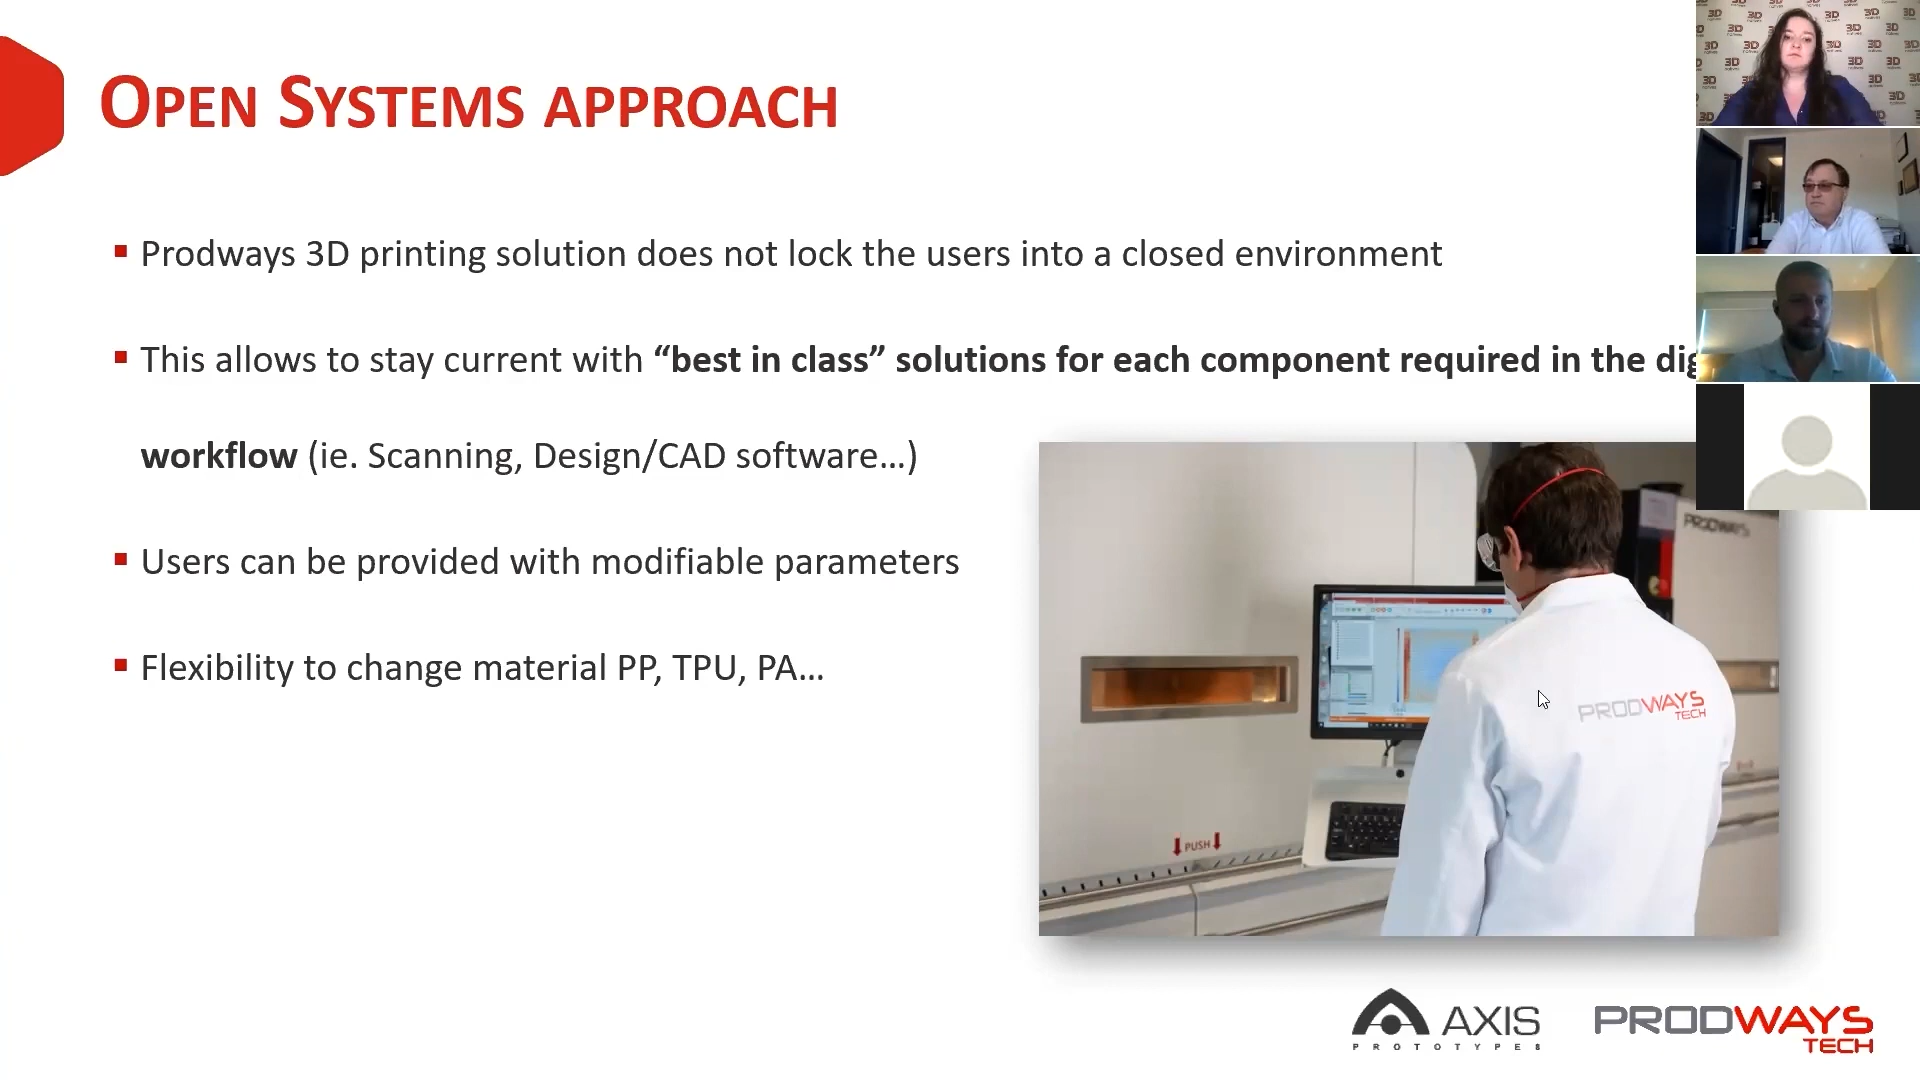 OPEN SYSTEMS APPROACH
▪ Prodways 3D printing solution does not lock the users into a closed environment
▪ This allows to stay current with “best in class” solutions for each component required in the
workflow (ie. Scanning, Design/CAD software…)
▪ Users can be provided with modifiable parameters
▪ Flexibility to change material PP, TPU, PA…
PRODWAYS
PRODWAYS
TECH
PUSH
AXIS
PROTOTYPES
PRODWAYS
TECH